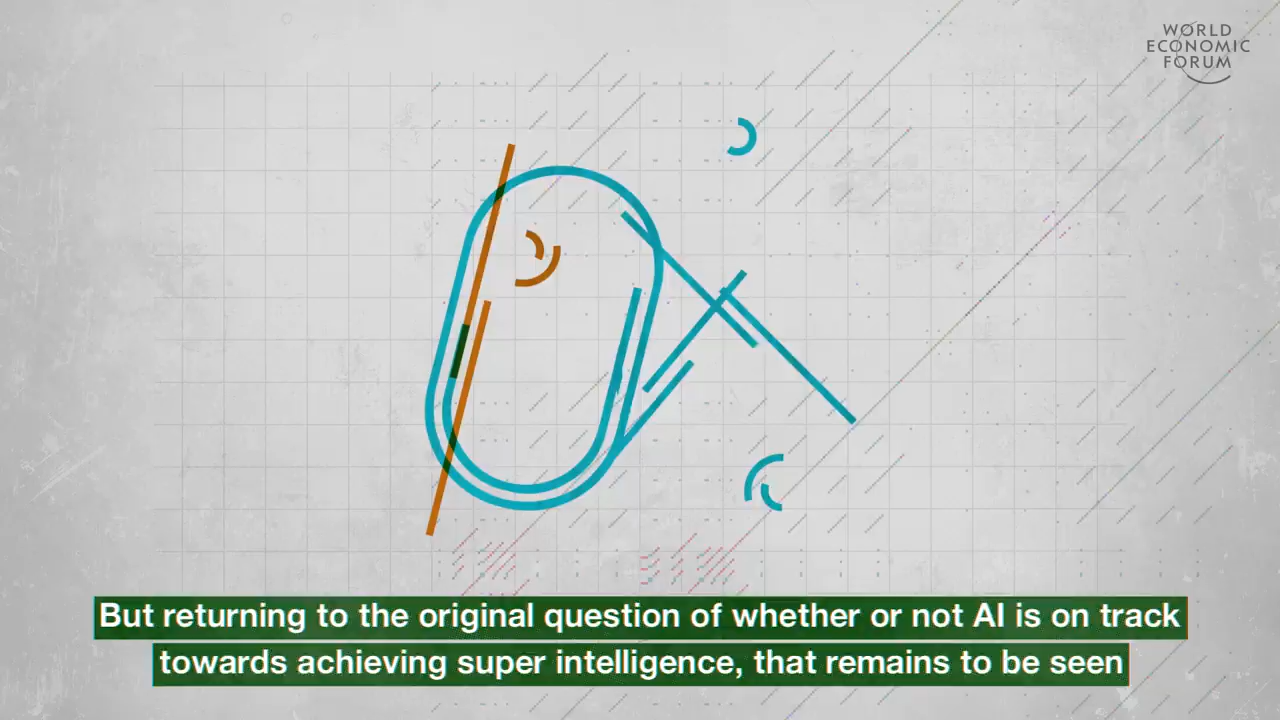 WORLD
ECONOMIC
FORUM
But returning to the original question of whether or not AI is on track
towards achieving super intelligence, that remains to be seen